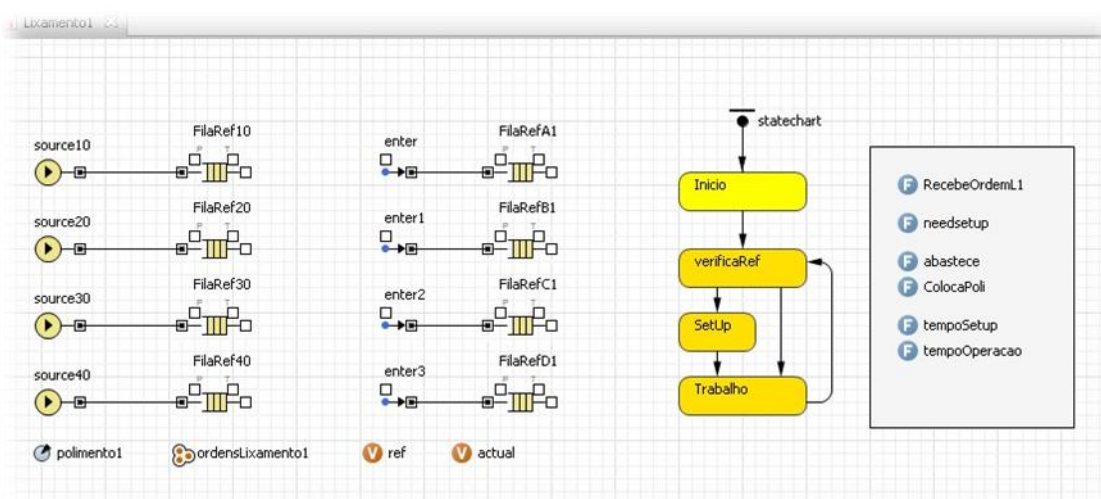 Lixamento1
source10
FilaRef10
source20
FilaRef20
source30
FilaRef30
source40
FilaRef40
enter
FilaRefA1
enter1
FilaRefB1
enter2
FilaRefC1
enter3
FilaRefD1
statechart
Inicio
verificaRef
SetUp
Trabalho
F RecebeOrdemL1
F needsetup
F abastece
F ColocaPoli
F tempoSetup
F tempoOperacao
polimento1
ordensLixamento1
V ref
V actual